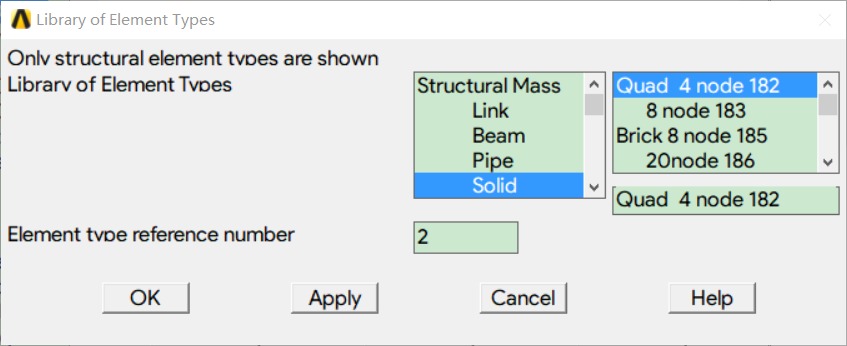 Library of Element Types
Only structural element types are shown
Library of Element Types
Structural Mass
Link
Beam
Pipe
Solid
Quad 4 node 182
8 node 183
Brick 8 node 185
20node 186
Quad 4 node 182
Element type reference number
2
OK
Apply
Cancel
Help